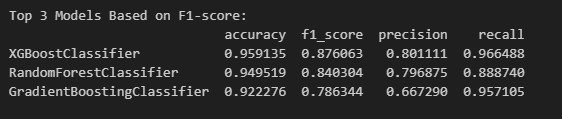 Top 3 Models Based on F1-score:
accuracy f1_score precision recall
XGBoostClassifier 0.959135 0.876063 0.801111 0.966488
RandomForestClassifier 0.949519 0.840304 0.796875 0.888740
GradientBoostingClassifier 0.922276 0.786344 0.667290 0.957105